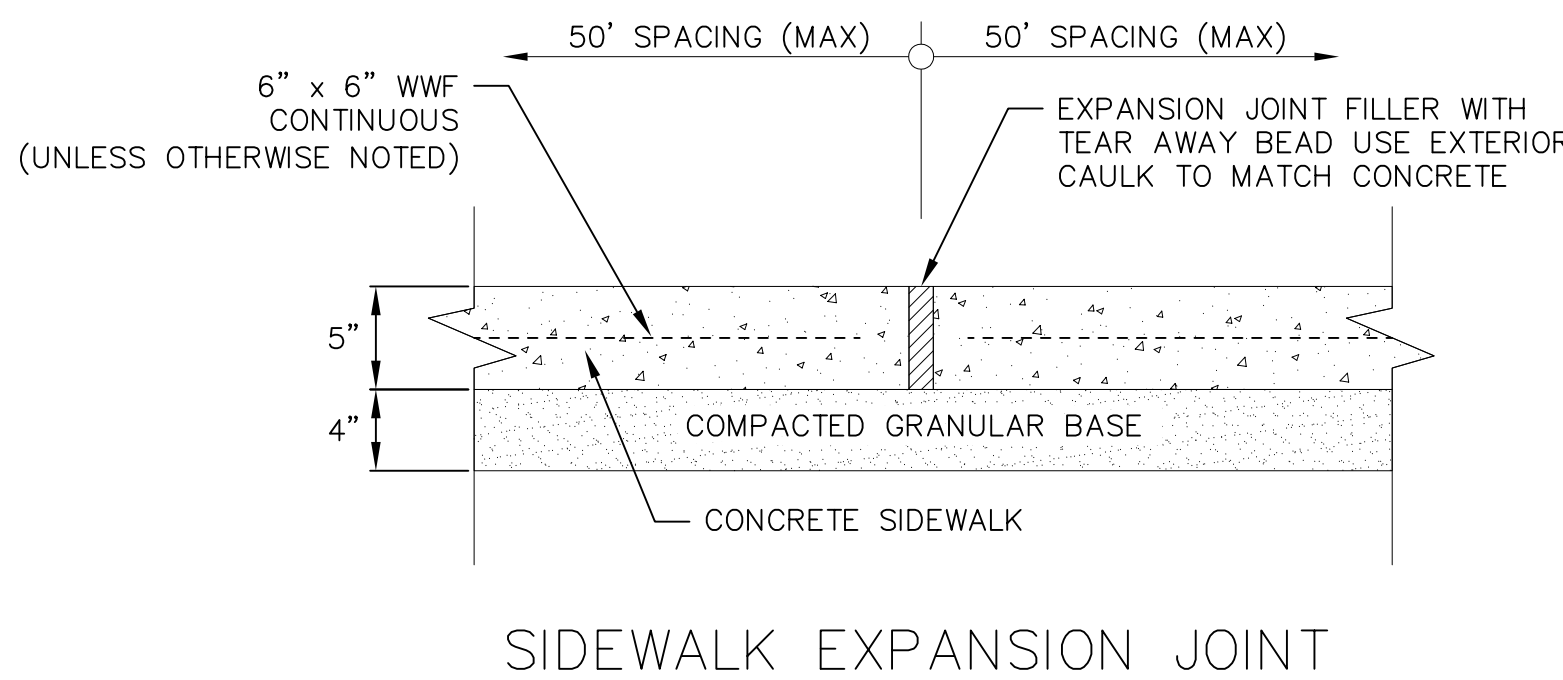 50' SPACING (MAX)
50' SPACING (MAX)
6" x 6" WWF
CONTINUOUS
(UNLESS OTHERWISE NOTED)
EXPANSION JOINT FILLER WITH
TEAR AWAY BEAD USE EXTERIOR
CAULK TO MATCH CONCRETE
5"
4"
COMPACTED GRANULAR BASE
CONCRETE SIDEWALK
SIDEWALK EXPANSION JOINT